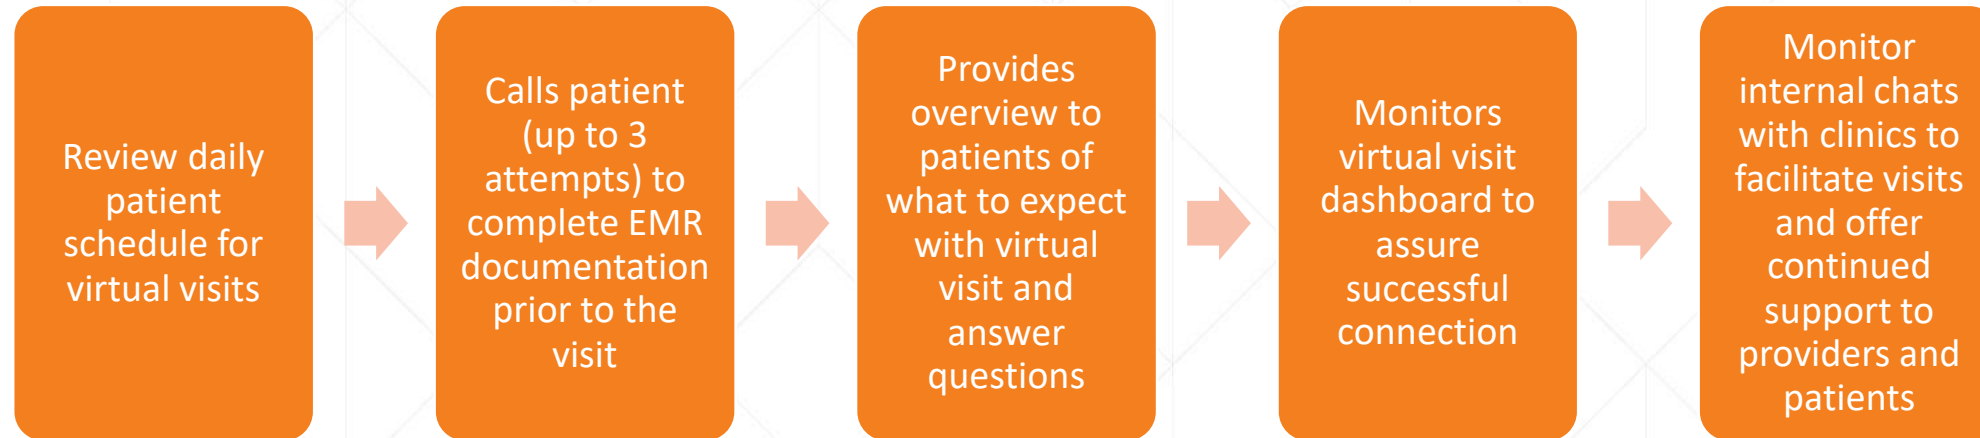 Review daily
patient
schedule for
virtual visits
Calls patient
(up to 3
attempts) to
complete EMR
documentation
prior to the
visit
Provides
overview to
patients of
what to expect
with virtual
visit and
answer
questions
Monitors
virtual visit
dashboard to
assure
successful
connection
Monitor
internal chats
with clinics to
facilitate visits
and offer
continued
support to
providers and
patients